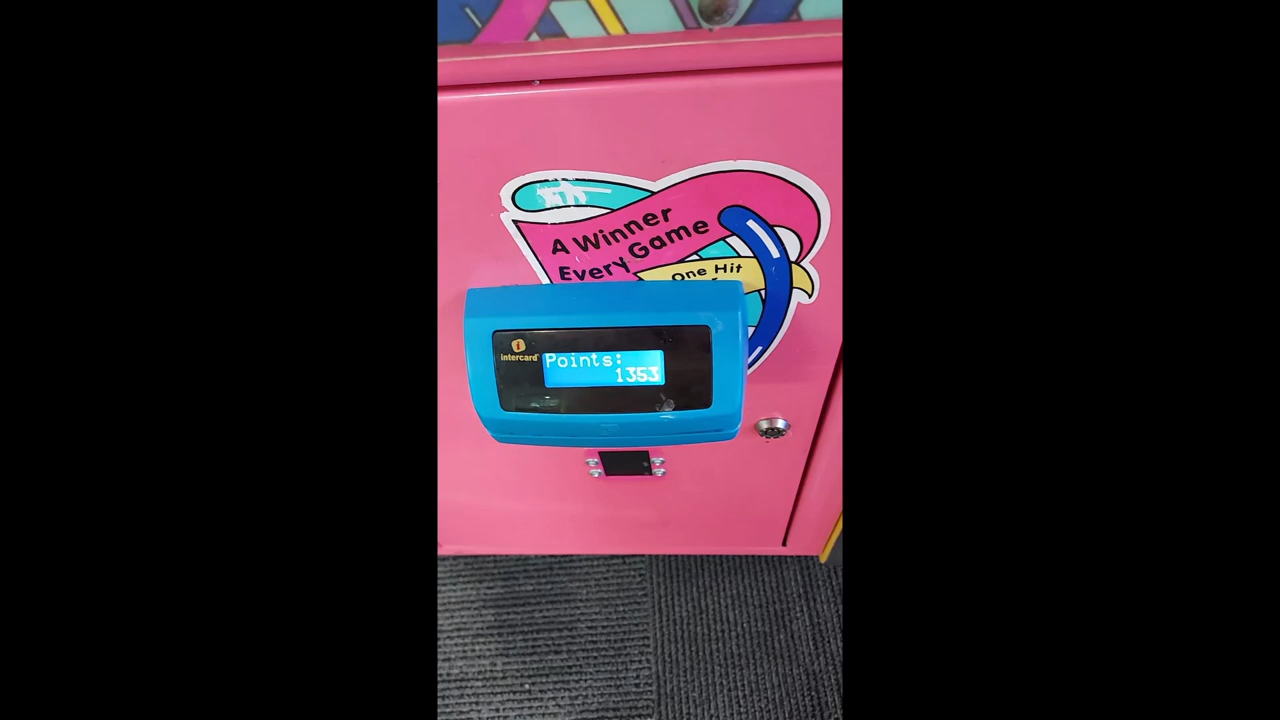 A Winner
Every Game
One Hit
intercard
Points:
1353